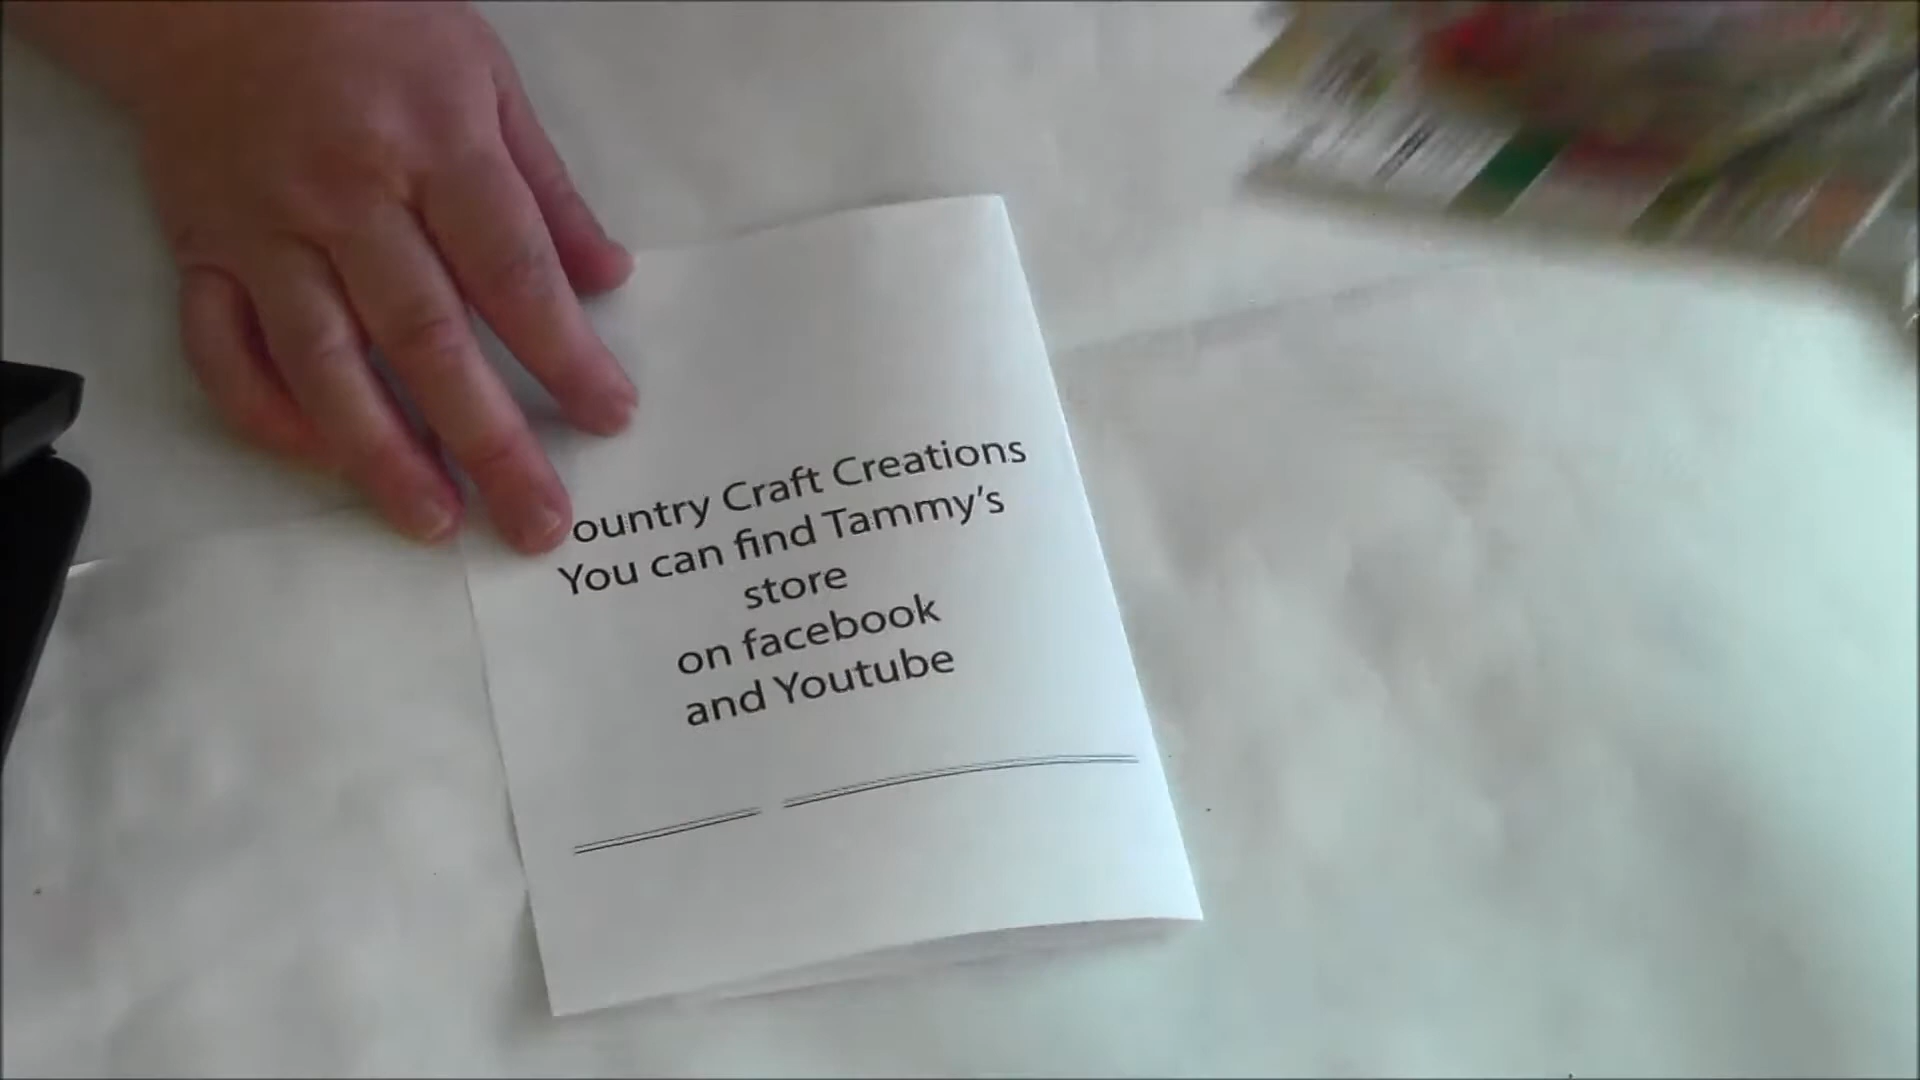 ountry Craft Creations
You can find Tammy's
store
on facebook
and Youtube